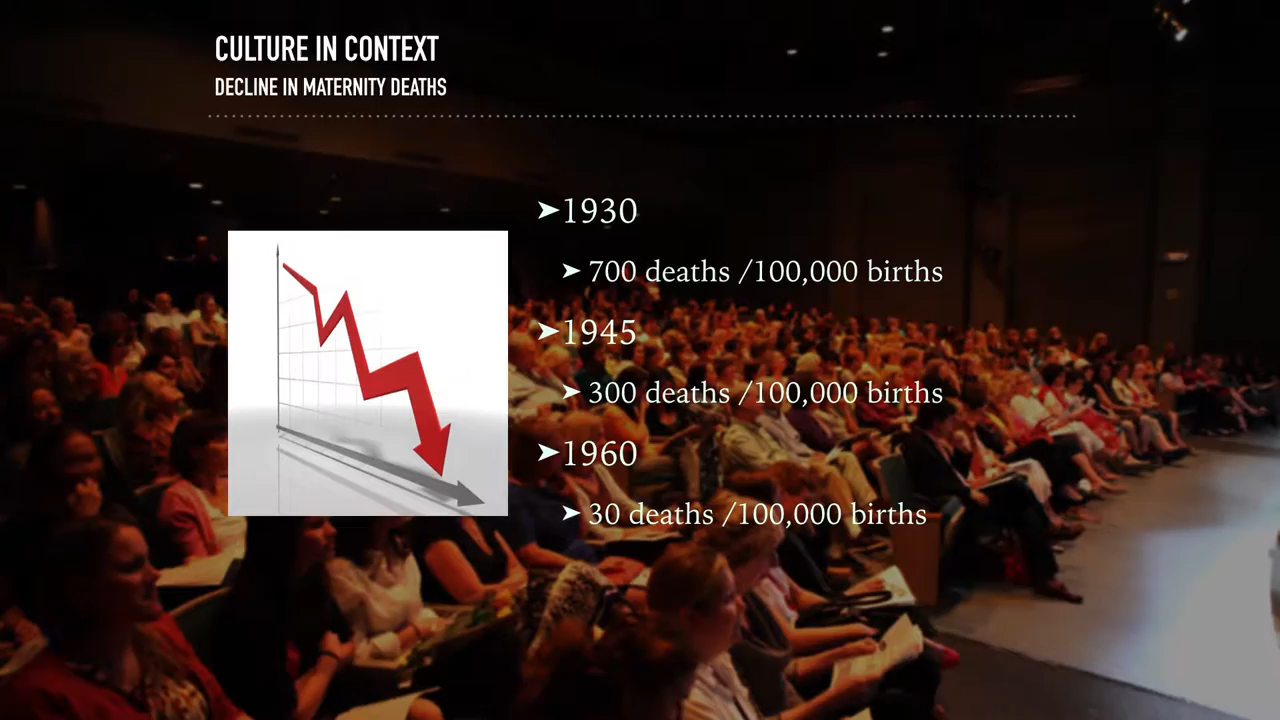 CULTURE IN CONTEXT
DECLINE IN MATERNITY DEATHS
➤1930
➤ 700 deaths /100,000 births
➤1945
➤ 300 deaths /100,000 births
➤1960
➤ 30 deaths /100,000 births